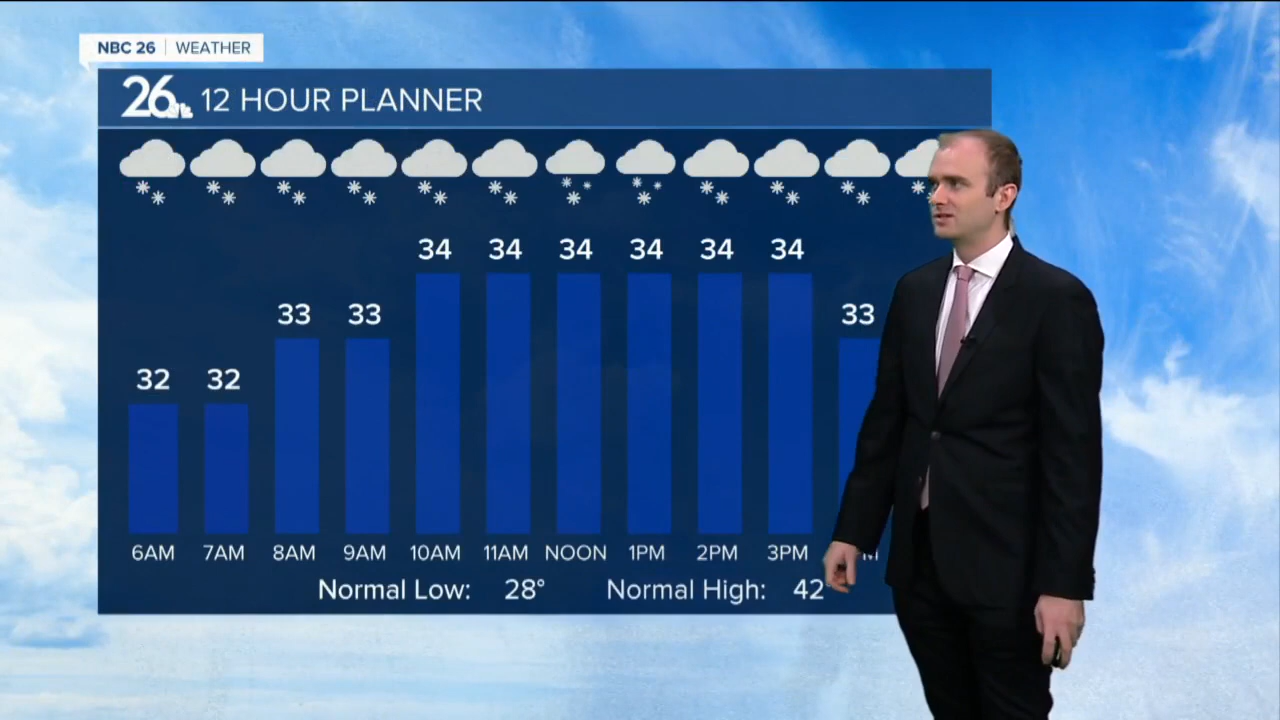 NBC 26 | WEATHER
26 12 HOUR PLANNER
34 34 34 34 34 34
33 33 33
32 32
6AM 7AM 8AM 9AM 10AM 11AM NOON 1PM 2PM 3PM
Normal Low: 28° Normal High: 42